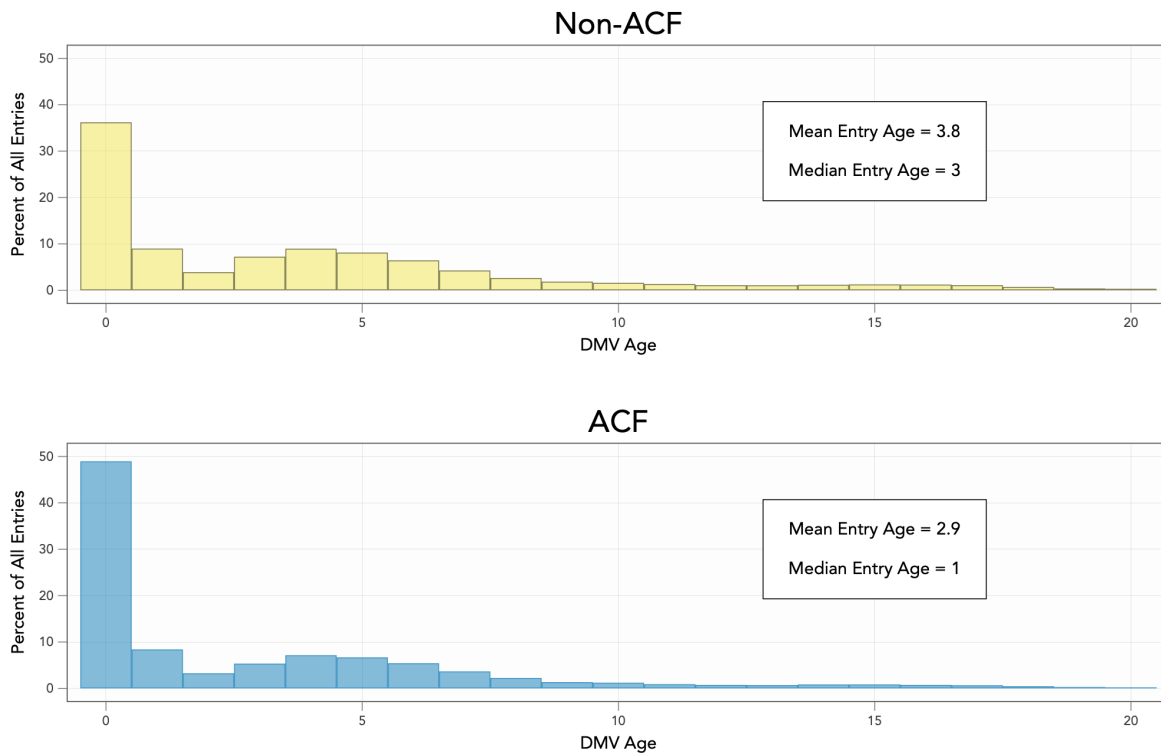 Non-ACF
50
40
30
20
10
0
Percent of All Entries
Mean Entry Age = 3.8
Median Entry Age = 3
0 5 10 15 20
DMV Age
ACF
50
40
30
20
10
0
Percent of All Entries
Mean Entry Age = 2.9
Median Entry Age = 1
0 5 10 15 20
DMV Age